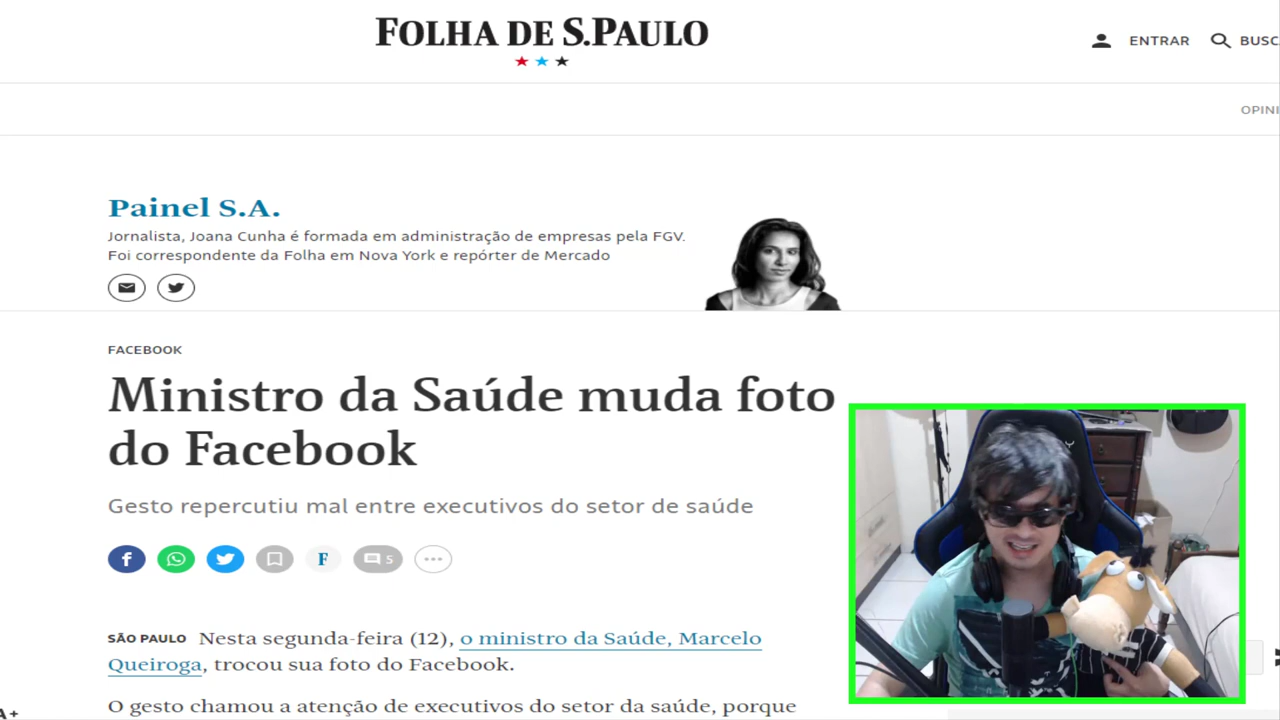 FOLHA DE S.PAULO
ENTRAR
BUSC
OPINI
Painel S.A.
Jornalista, Joana Cunha é formada em administração de empresas pela FGV.
Foi correspondente da Folha em Nova York e repórter de Mercado
FACEBOOK
Ministro da Saúde muda foto
do Facebook
Gesto repercutiu mal entre executivos do setor de saúde
F 5
SÃO PAULO Nesta segunda-feira (12), o ministro da Saúde, Marcelo
Queiroga, trocou sua foto do Facebook.
O gesto chamou a atenção de executivos do setor da saúde, porque
A+